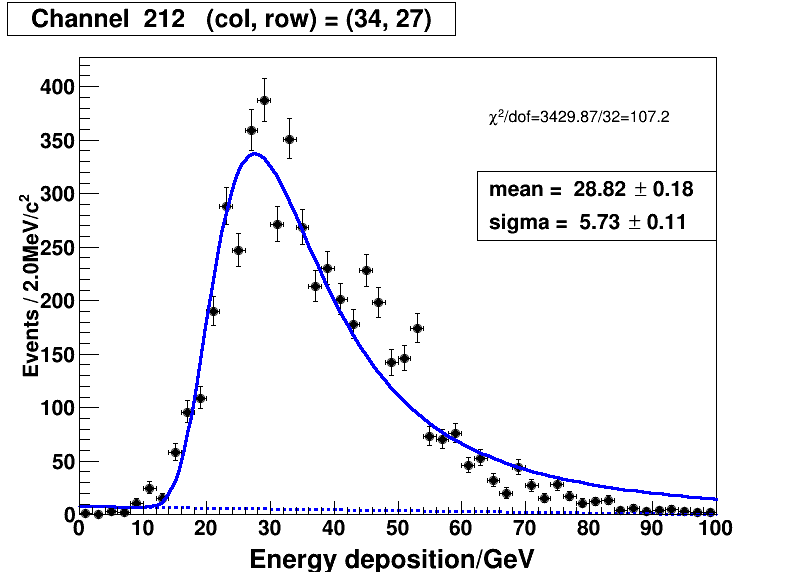 Channel 212 (col, row) = (34, 27)
χ²/dof=3429.87/32=107.2
mean = 28.82 ± 0.18
sigma = 5.73 ± 0.11
Events / 2.0MeV/c²
400
350
300
250
200
150
100
50
0
0 10 20 30 40 50 60 70 80 90 100
Energy deposition/GeV